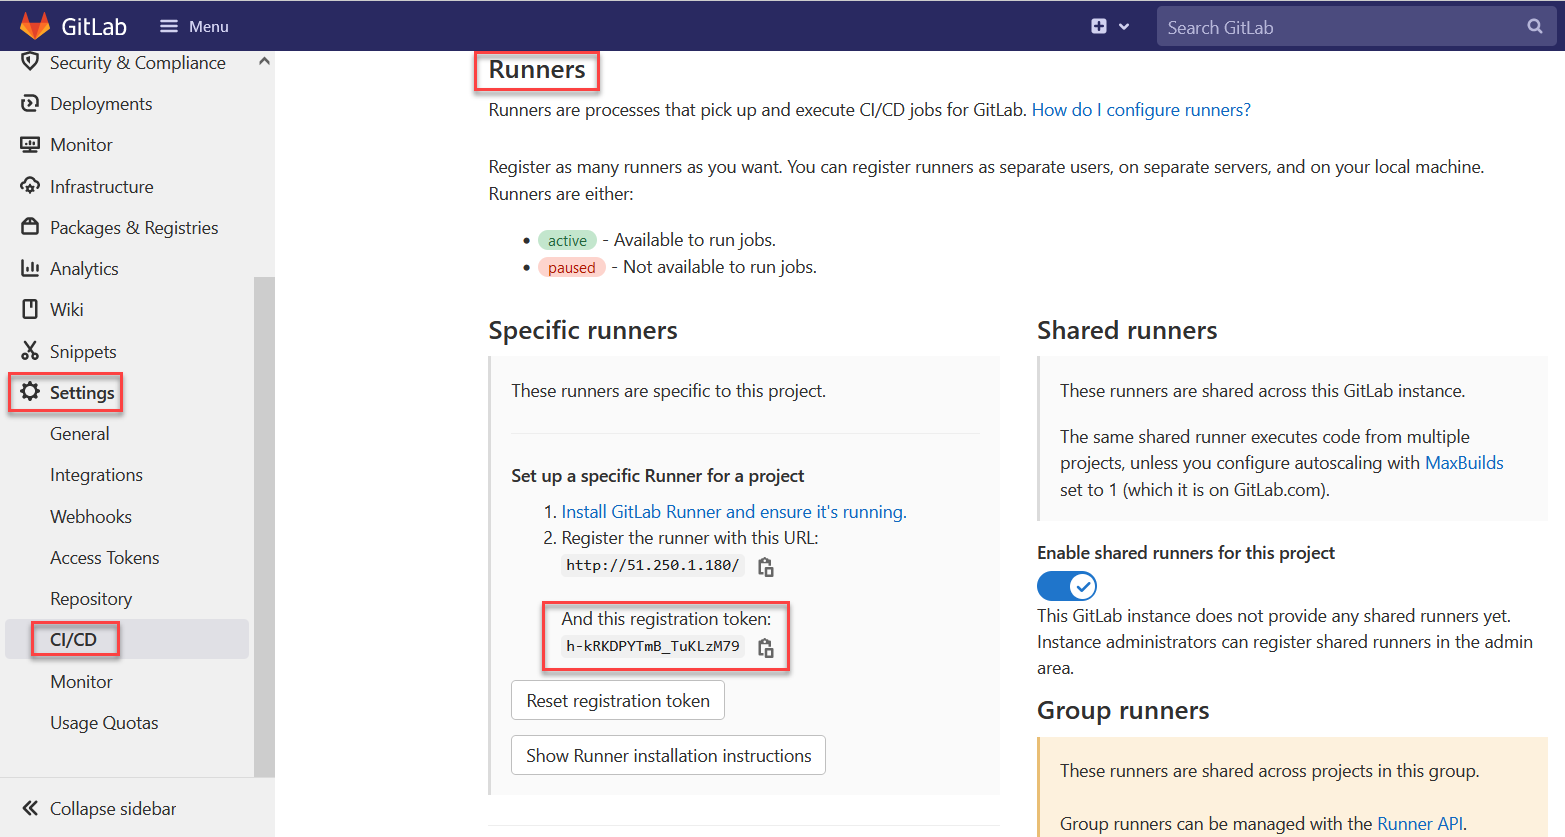 GitLab
Menu
Search GitLab
Security & Compliance
Deployments
Monitor
Infrastructure
Packages & Registries
Analytics
Wiki
Snippets
Settings
General
Integrations
Webhooks
Access Tokens
Repository
CI/CD
Monitor
Usage Quotas
Collapse sidebar
Runners
Runners are processes that pick up and execute CI/CD jobs for GitLab. How do I configure runners?
Register as many runners as you want. You can register runners as separate users, on separate servers, and on your local machine.
Runners are either:
• active - Available to run jobs.
• paused - Not available to run jobs.
Specific runners
These runners are specific to this project.
Set up a specific Runner for a project
1. Install GitLab Runner and ensure it's running.
2. Register the runner with this URL:
http://51.250.1.180/
And this registration token:
h-kRKDPYTmB_TuKLzM79
Reset registration token
Show Runner installation instructions
Shared runners
These runners are shared across this GitLab instance.
The same shared runner executes code from multiple
projects, unless you configure autoscaling with MaxBuilds
set to 1 (which it is on GitLab.com).
Enable shared runners for this project
This GitLab instance does not provide any shared runners yet.
Instance administrators can register shared runners in the admin
area.
Group runners
These runners are shared across projects in this group.
Group runners can be managed with the Runner API.